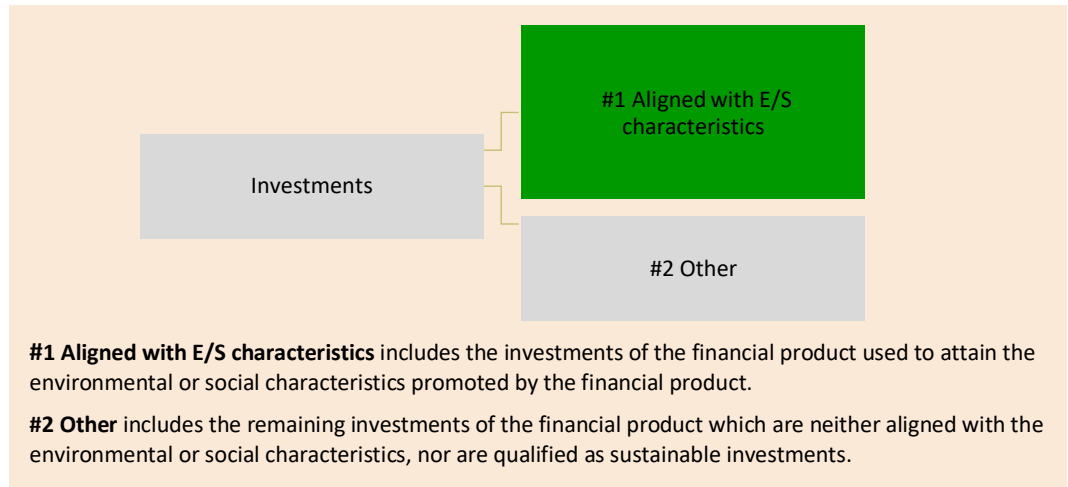 #1 Aligned with E/S
characteristics
Investments
#2 Other
#1 Aligned with E/S characteristics includes the investments of the financial product used to attain the
environmental or social characteristics promoted by the financial product.
#2 Other includes the remaining investments of the financial product which are neither aligned with the
environmental or social characteristics, nor are qualified as sustainable investments.